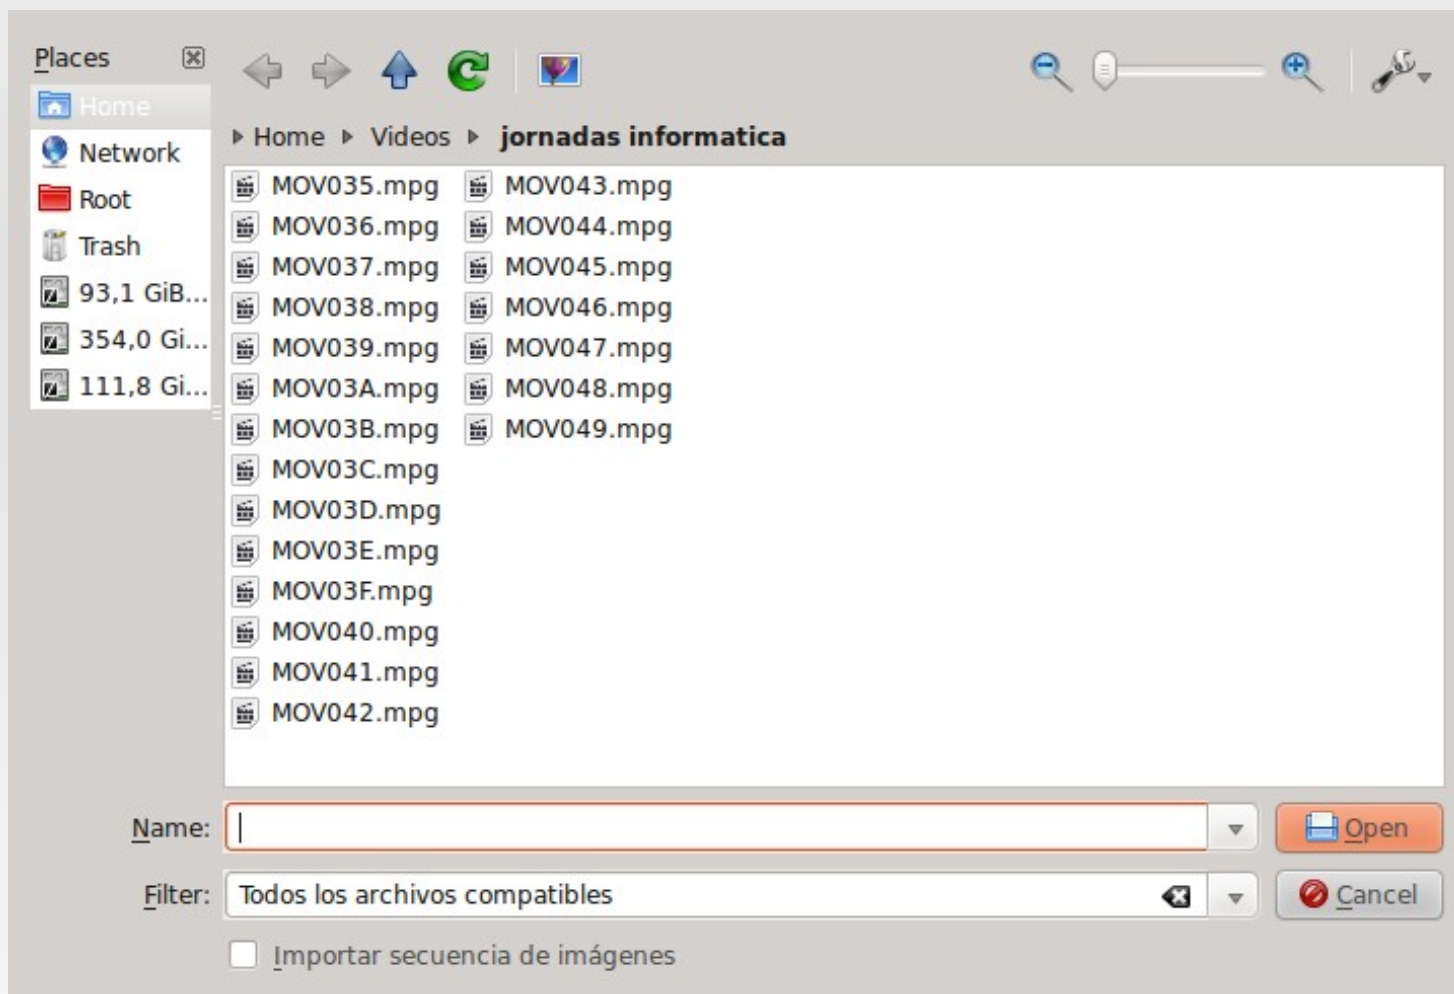 Places
Home
Network
Root
Trash
93,1 GiB...
354,0 Gi...
111,8 Gi...
Home Videos jornadas informatica
MOV035.mpg
MOV036.mpg
MOV037.mpg
MOV038.mpg
MOV039.mpg
MOV03A.mpg
MOV03B.mpg
MOV03C.mpg
MOV03D.mpg
MOV03E.mpg
MOV03F.mpg
MOV040.mpg
MOV041.mpg
MOV042.mpg
MOV043.mpg
MOV044.mpg
MOV045.mpg
MOV046.mpg
MOV047.mpg
MOV048.mpg
MOV049.mpg
Name:
Open
Filter: Todos los archivos compatibles
Cancel
Importar secuencia de imágenes